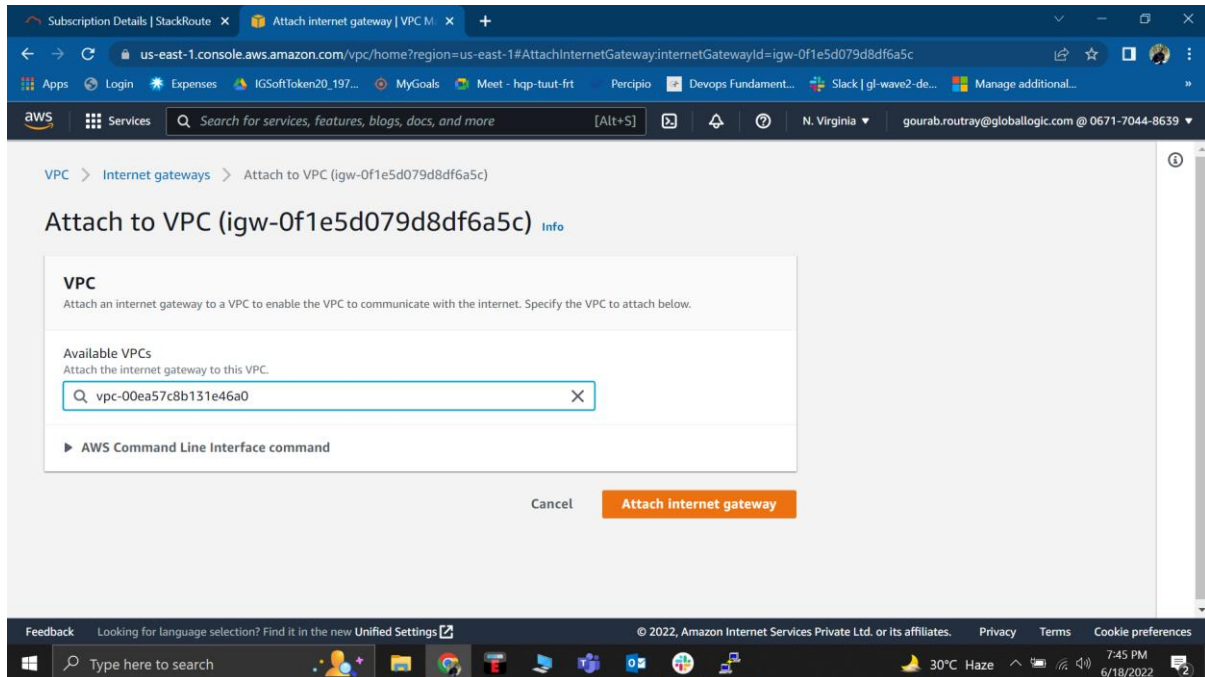 Subscription Details | StackRoute
Attach internet gateway | VPC M
us-east-1.console.aws.amazon.com/vpc/home?region=us-east-1#AttachInternetGateway:internetGatewayId=igw-0f1e5d079d8df6a5c
Apps Login Expenses IGSoftToken20_197... MyGoals Meet - hqp-tuut-frt Percipio Devops Fundament... Slack | gl-wave2-de... Manage additional... »
aws Services Search for services, features, blogs, docs, and more [Alt+S] N. Virginia gourab.routray@globallogic.com @ 0671-7044-8639
VPC > Internet gateways > Attach to VPC (igw-0f1e5d079d8df6a5c)
Attach to VPC (igw-0f1e5d079d8df6a5c) Info
VPC
Attach an internet gateway to a VPC to enable the VPC to communicate with the internet. Specify the VPC to attach below.
Available VPCs
Attach the internet gateway to this VPC.
vpc-00ea57c8b131e46a0
AWS Command Line Interface command
Cancel Attach internet gateway
Feedback Looking for language selection? Find it in the new Unified Settings © 2022, Amazon Internet Services Private Ltd. or its affiliates. Privacy Terms Cookie preferences
Type here to search 30°C Haze 7:45 PM
6/18/2022 2